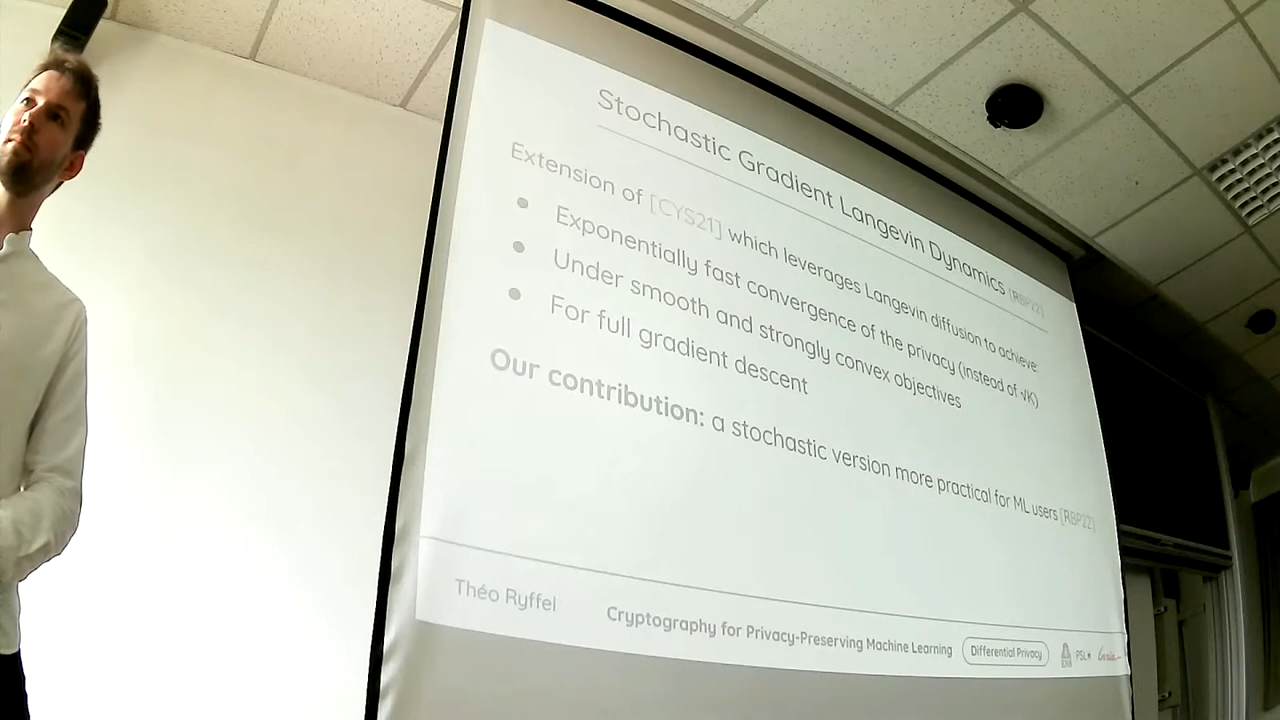 Stochastic Gradient Langevin Dynamics [RBP22]
Extension of [CYS21] which leverages Langevin diffusion to achieve:
● Exponentially fast convergence of the privacy (instead of √K)
● Under smooth and strongly convex objectives
● For full gradient descent
Our contribution: a stochastic version more practical for ML users [RBP22]
Théo Ryffel
Cryptography for Privacy-Preserving Machine Learning
Differential Privacy
ENS
PSL★
Inria